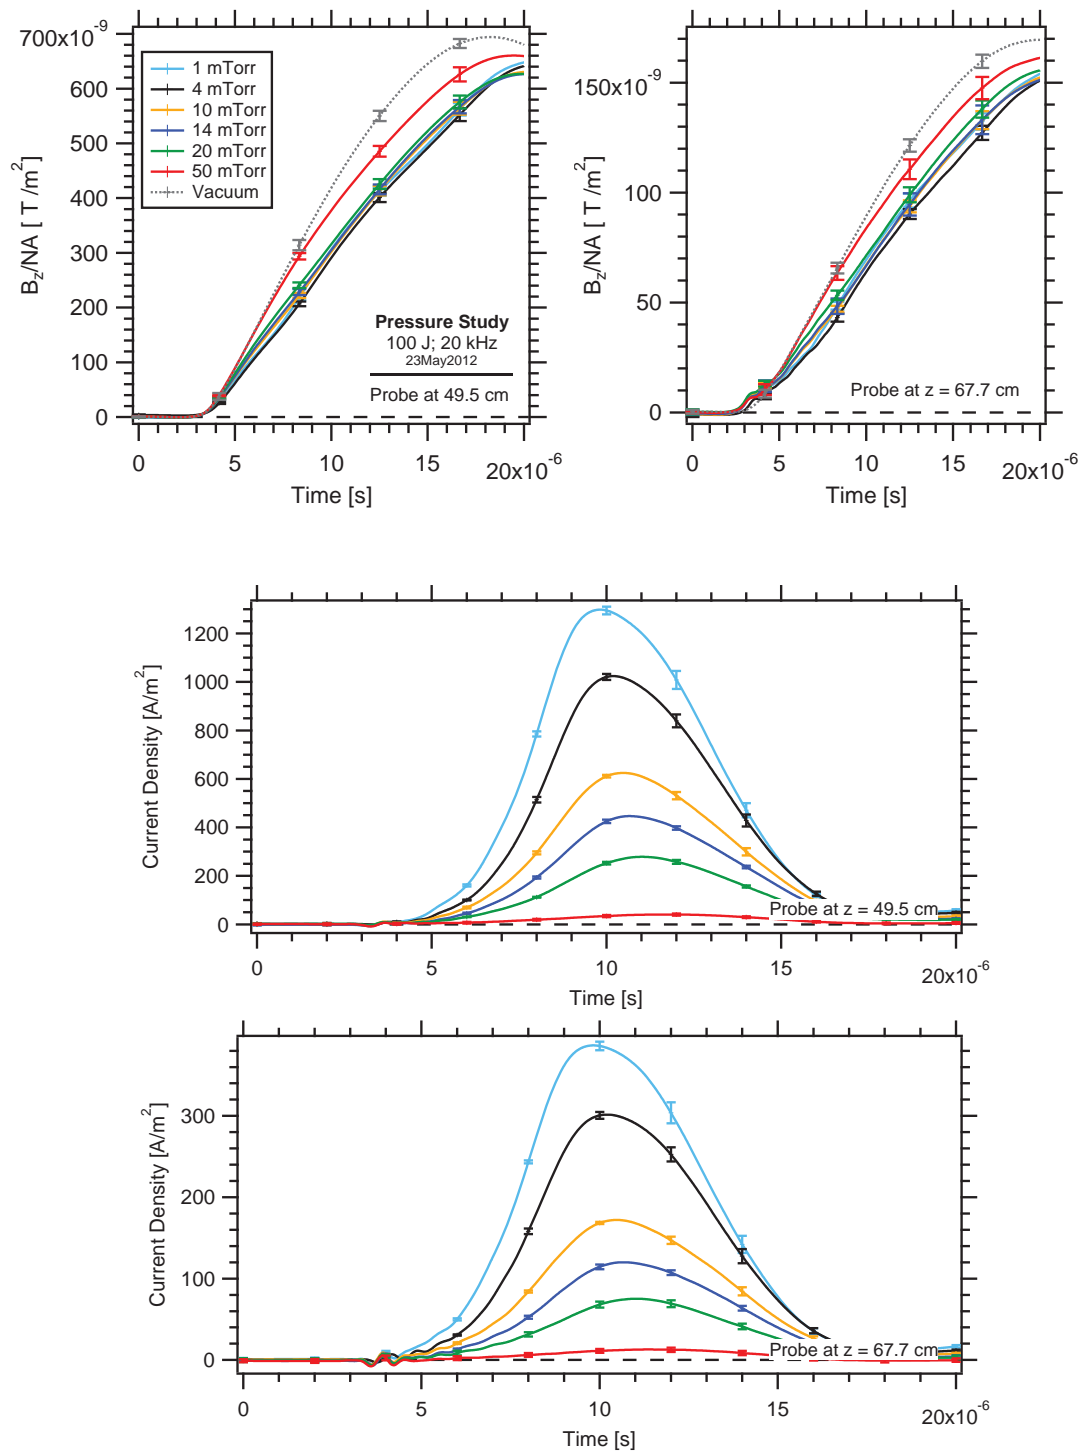 700x10⁻⁹
600
500
400
300
200
100
0
B_z/NA [ T /m²]
1 mTorr
4 mTorr
10 mTorr
14 mTorr
20 mTorr
50 mTorr
Vacuum
Pressure Study
100 J; 20 kHz
23May2012
Probe at 49.5 cm
0 5 10 15 20x10⁻⁶
Time [s]
150x10⁻⁹
100
50
0
B_z/NA [ T /m²]
Probe at z = 67.7 cm
0 5 10 15 20x10⁻⁶
Time [s]
1200
1000
800
600
400
200
0
Current Density [A/m²]
Probe at z = 49.5 cm
0 5 10 15 20x10⁻⁶
Time [s]
300
200
100
0
Current Density [A/m²]
Probe at z = 67.7 cm
0 5 10 15 20x10⁻⁶
Time [s]